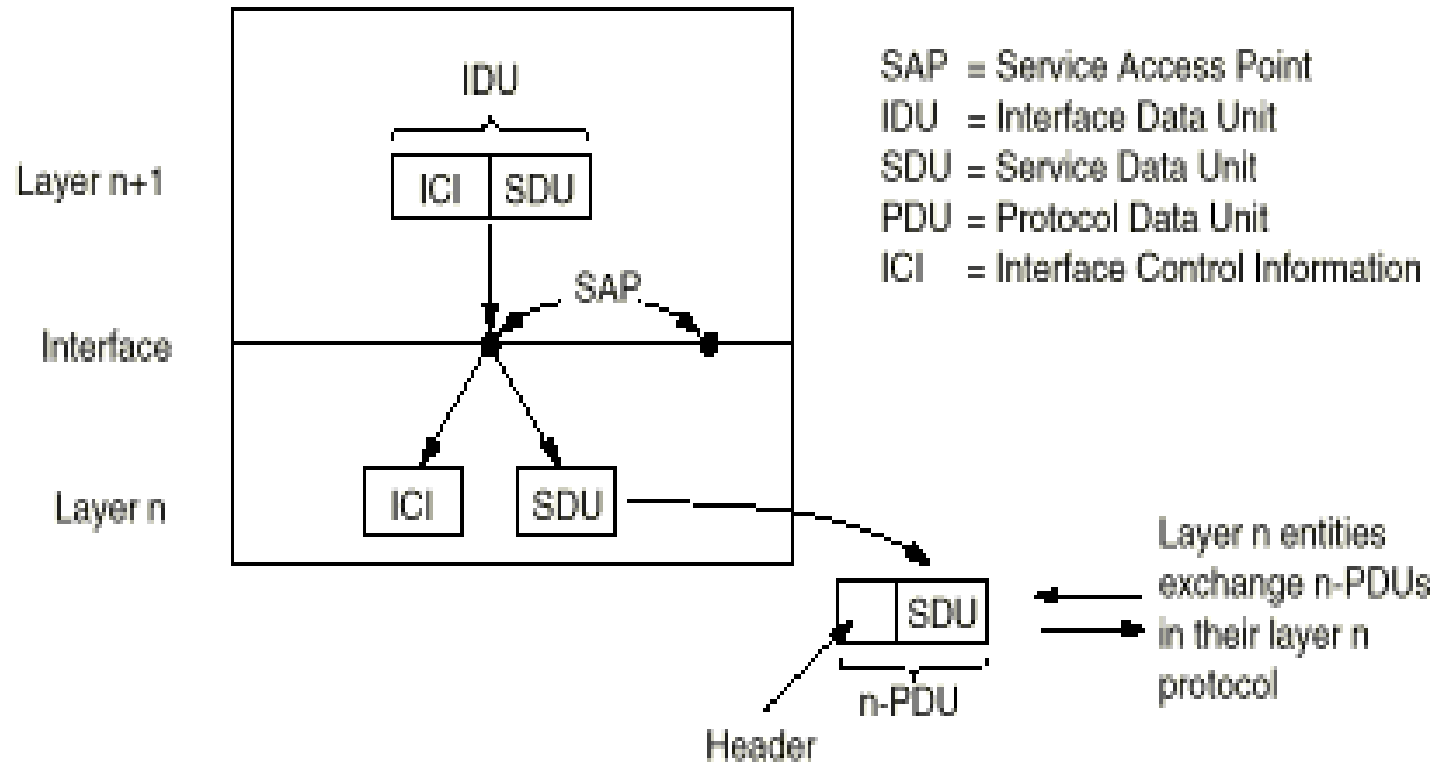 IDU
SAP = Service Access Point
IDU = Interface Data Unit
SDU = Service Data Unit
PDU = Protocol Data Unit
ICI = Interface Control Information
Layer n+1
ICI SDU
SAP
Interface
Layer n
ICI
SDU
Layer n entities
exchange n-PDUs
in their layer n
protocol
SDU
n-PDU
Header